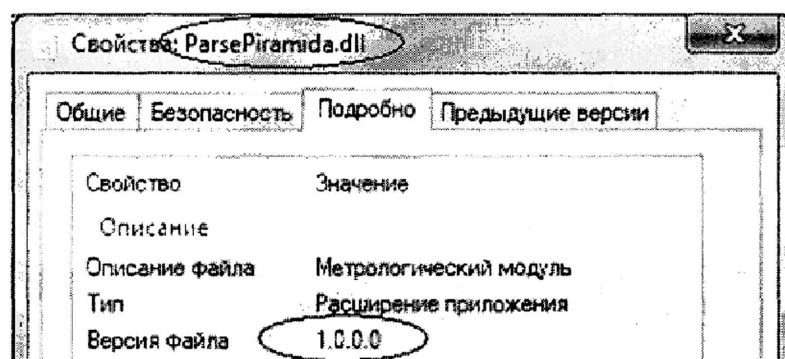 Свойства: ParsePiramida.dll
Общие Безопасность Подробно Предыдущие версии
Свойство Значение
Описание
Описание файла Метрологический модуль
Тип Расширение приложения
Версия файла 1.0.0.0